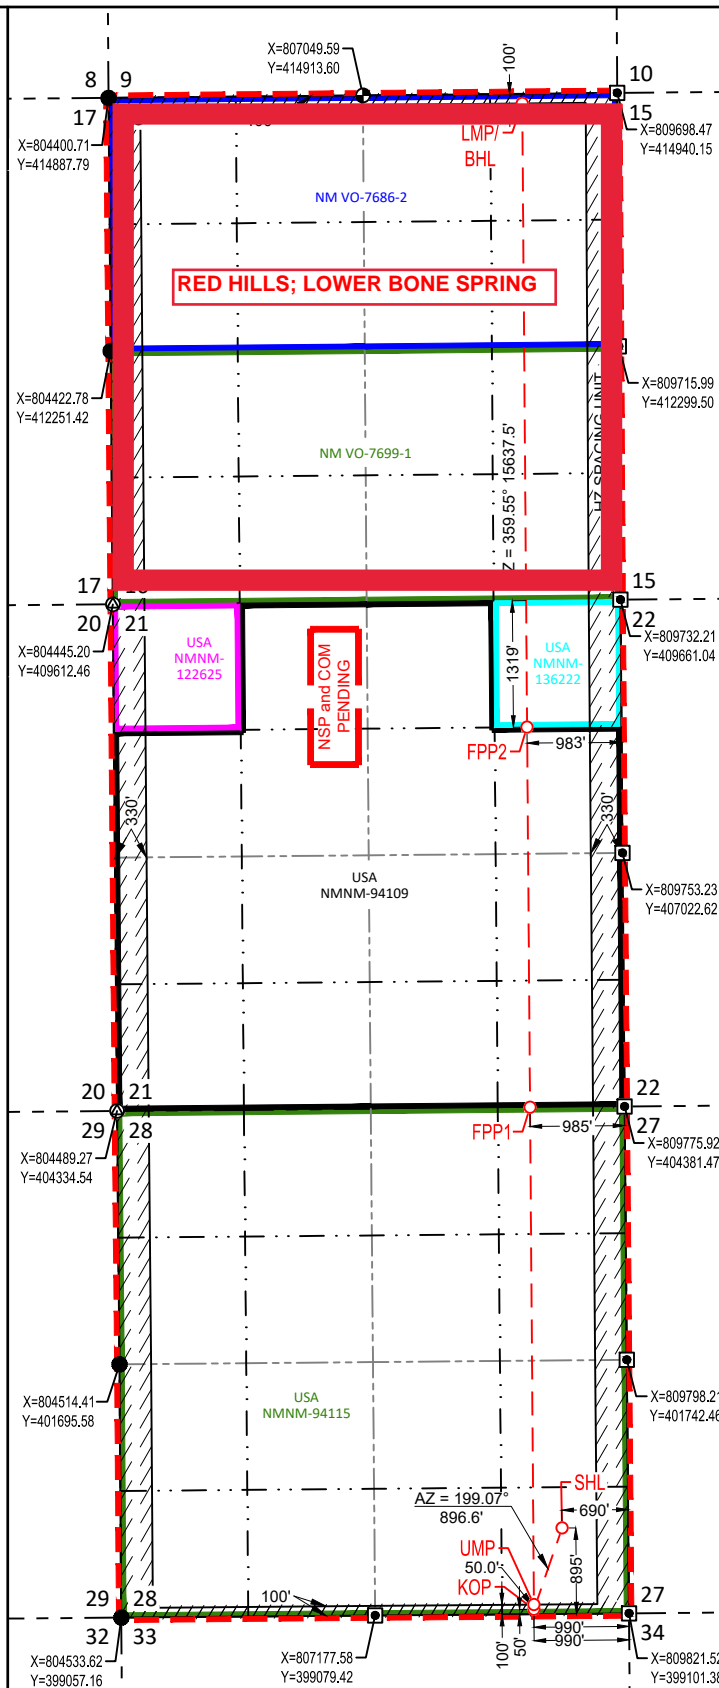 X=807049.59
Y=414913.60
100'
8 9
10
17
15
X=804400.71
Y=414887.79
LMP/
BHL
X=809698.47
Y=414940.15
NM VO-7686-2
RED HILLS; LOWER BONE SPRING
X=804422.78
Y=412251.42
X=809715.99
Y=412299.50
HZ SPACING UNIT
NM VO-7699-1
Z = 359.55° 15637.5'
17
15
20 21
22
X=804445.20
Y=409612.46
USA
NMNM-
122625
NSP and COM
PENDING
1319'
USA
NMNM-
136222
X=809732.21
Y=409661.04
FPP2
983'
330'
330'
USA
NMNM-94109
X=809753.23
Y=407022.62
20 21
22
29 28
27
FPP1
985'
X=804489.27
Y=404334.54
X=809775.92
Y=404381.47
X=804514.41
Y=401695.58
USA
NMNM-94115
X=809798.21
Y=401742.46
SHL
AZ = 199.07°
896.6'
690'
UMP
50.0'
KOP
895'
29 28
100'
27
32 33
34
100'
50'
990'
990'
X=804533.62
Y=399057.16
X=807177.58
Y=399079.42
X=809821.52
Y=399101.38